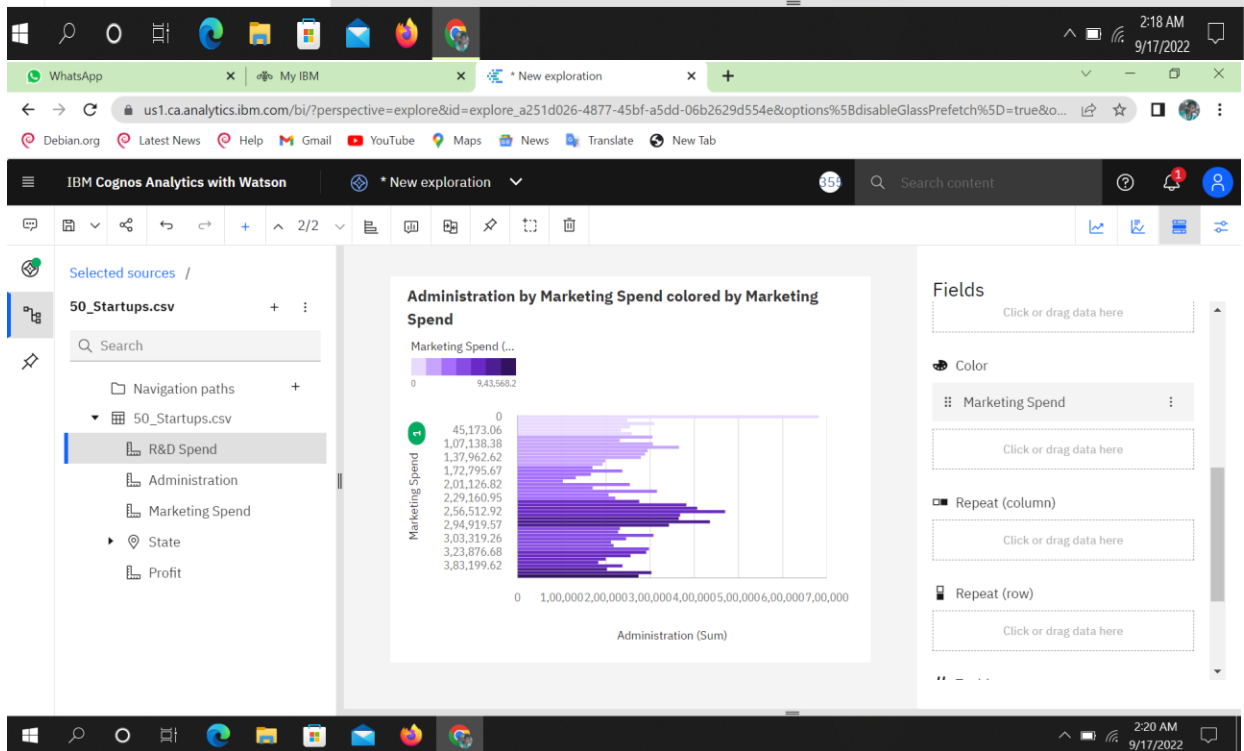 2:18 AM
9/17/2022
WhatsApp
My IBM
* New exploration
us1.ca.analytics.ibm.com/bi/?perspective=explore&id=explore_a251d026-4877-45bf-a5dd-06b2629d554e&options%5BdisableGlassPrefetch%5D=true&o...
Debian.org Latest News Help Gmail YouTube Maps News Translate New Tab
IBM Cognos Analytics with Watson
* New exploration
Search content
1
2/2
Selected sources /
50_Startups.csv
Search
Navigation paths
50_Startups.csv
R&D Spend
Administration
Marketing Spend
State
Profit
Administration by Marketing Spend colored by Marketing
Spend
Marketing Spend (...
0 9,43,568.2
1
Marketing Spend
0
45,173.06
1,07,138.38
1,37,962.62
1,72,795.67
2,01,126.82
2,29,160.95
2,56,512.92
2,94,919.57
3,03,319.26
3,23,876.68
3,83,199.62
0 1,00,000 2,00,000 3,00,000 4,00,000 5,00,000 6,00,000 7,00,000
Administration (Sum)
Fields
Click or drag data here
Color
Marketing Spend
Click or drag data here
Repeat (column)
Click or drag data here
Repeat (row)
Click or drag data here
2:20 AM
9/17/2022